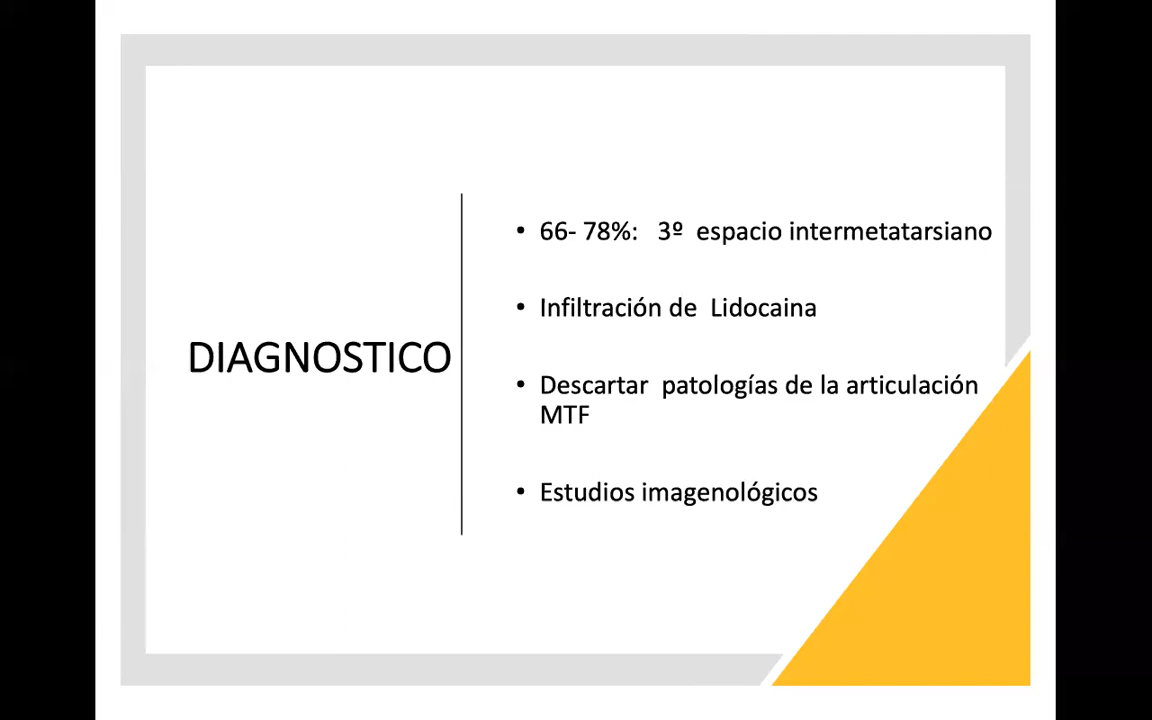 DIAGNOSTICO
• 66- 78%: 3º espacio intermetatarsiano
• Infiltración de Lidocaina
• Descartar patologías de la articulación
MTF
• Estudios imagenológicos